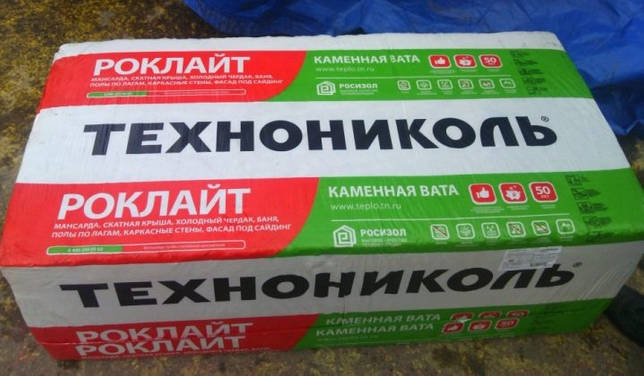 РОКЛАЙТ
МАНСАРДА, СКАТНАЯ КРЫША, ХОЛОДНЫЙ ЧЕРДАК, БАНЯ,
ПОЛЫ ПО ЛАГАМ, КАРКАСНЫЕ СТЕНЫ, ФАСАД ПОД САЙДИНГ
КАМЕННАЯ ВАТА
www.teplo.tn.ru
50
РОСИЗОЛ
ТЕХНОНИКОЛЬ®
РОКЛАЙТ
МАНСАРДА, СКАТНАЯ КРЫША, ХОЛОДНЫЙ ЧЕРДАК, БАНЯ,
ПОЛЫ ПО ЛАГАМ, КАРКАСНЫЕ СТЕНЫ, ФАСАД ПОД САЙДИНГ
КАМЕННАЯ ВАТА
www.teplo.tn.ru
50
ЛЕТ
РОСИЗОЛ
ТЕХНОНИКОЛЬ®
РОКЛАЙТ
КАМЕННАЯ ВАТА
РОКЛАЙТ
КАМЕННАЯ ВАТА
50